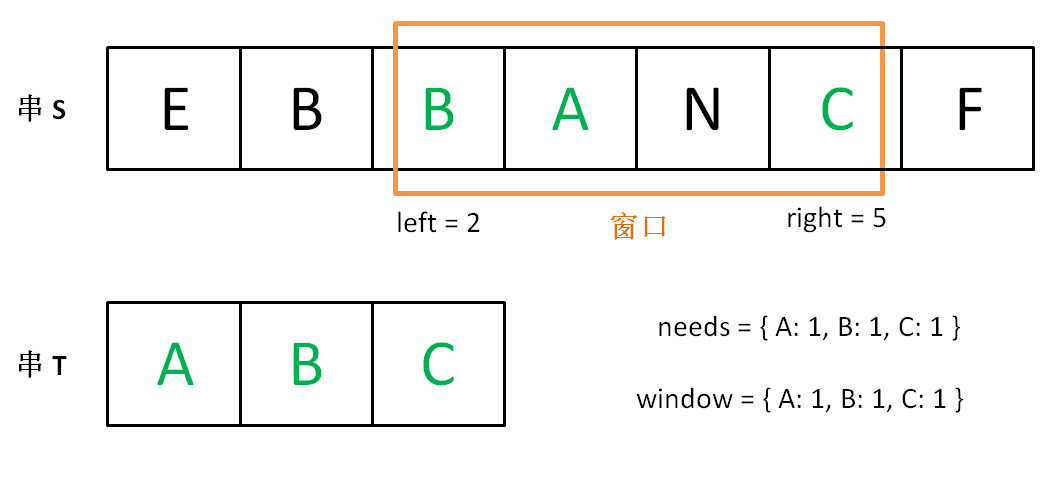 串 S E B B A N C F
left = 2 窗口 right = 5
串 T A B C
needs = { A: 1, B: 1, C: 1 }
window = { A: 1, B: 1, C: 1 }